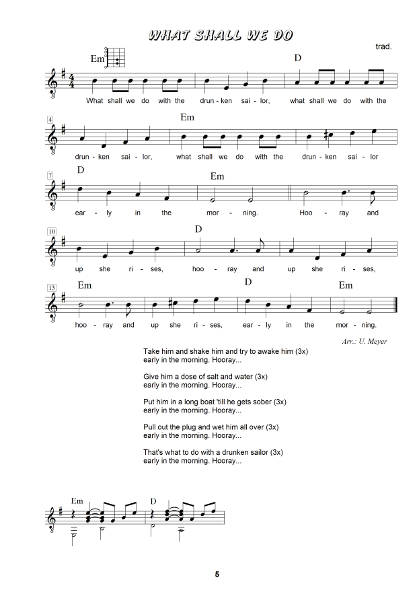 WHAT SHALL WE DO
trad.
Em D
4 4
What shall we do with the drun - ken sai - lor, what shall we do with the
4 Em
drun - ken sai - lor, what shall we do with the drun - ken sai - lor
7 D Em
ear - ly in the mor - ning. Hoo - ray and
10 D
up she ri - ses, hoo - ray and up she ri - ses,
13 Em D Em
hoo - ray and up she ri - ses, ear - ly in the mor - ning.
Arr.: U. Meyer
Take him and shake him and try to awake him (3x)
early in the morning. Hooray...
Give him a dose of salt and water (3x)
early in the morning. Hooray...
Put him in a long boat 'till he gets sober (3x)
early in the morning. Hooray...
Pull out the plug and wet him all over (3x)
early in the morning. Hooray...
That's what to do with a drunken sailor (3x)
early in the morning. Hooray...
Em D
5